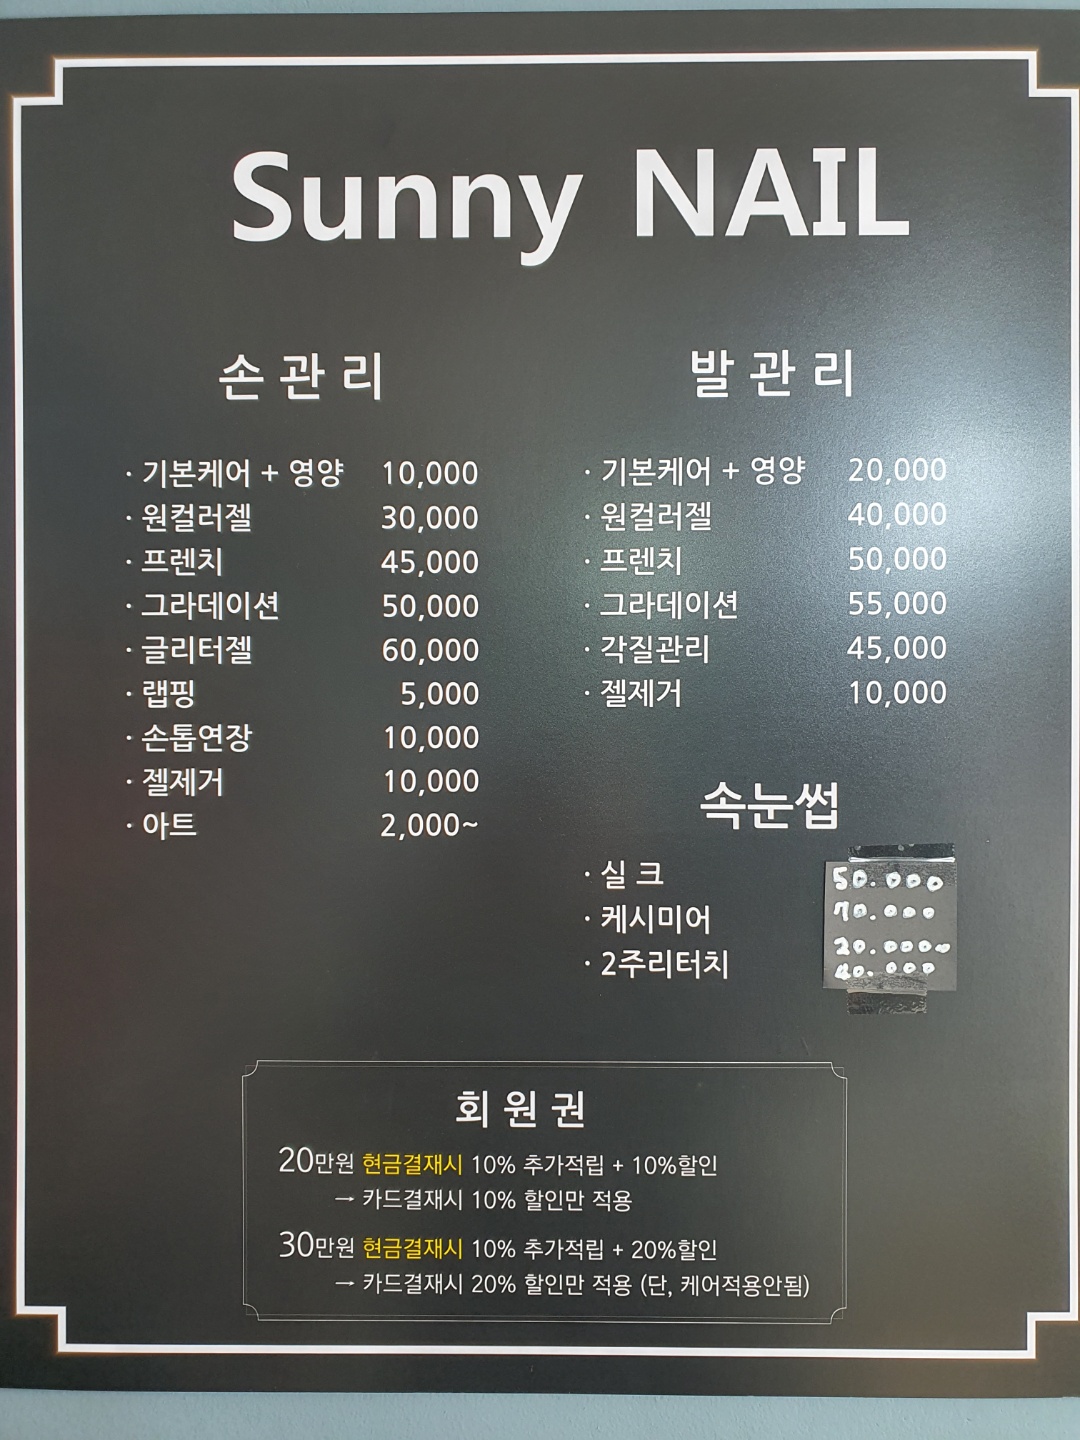 Sunny NAIL
손관리
· 기본케어 + 영양 10,000
· 원컬러젤 30,000
· 프렌치 45,000
· 그라데이션 50,000
· 글리터젤 60,000
· 랩핑 5,000
· 손톱연장 10,000
· 젤제거 10,000
· 아트 2,000~
발관리
· 기본케어 + 영양 20,000
· 원컬러젤 40,000
· 프렌치 50,000
· 그라데이션 55,000
· 각질관리 45,000
· 젤제거 10,000
속눈썹
· 실크 50.000
· 케시미어 70.000
· 2주리터치 20.000~
40.000
회원권
20만원 현금결재시 10% 추가적립 + 10%할인
→ 카드결재시 10% 할인만 적용
30만원 현금결재시 10% 추가적립 + 20%할인
→ 카드결재시 20% 할인만 적용 (단, 케어적용안됨)